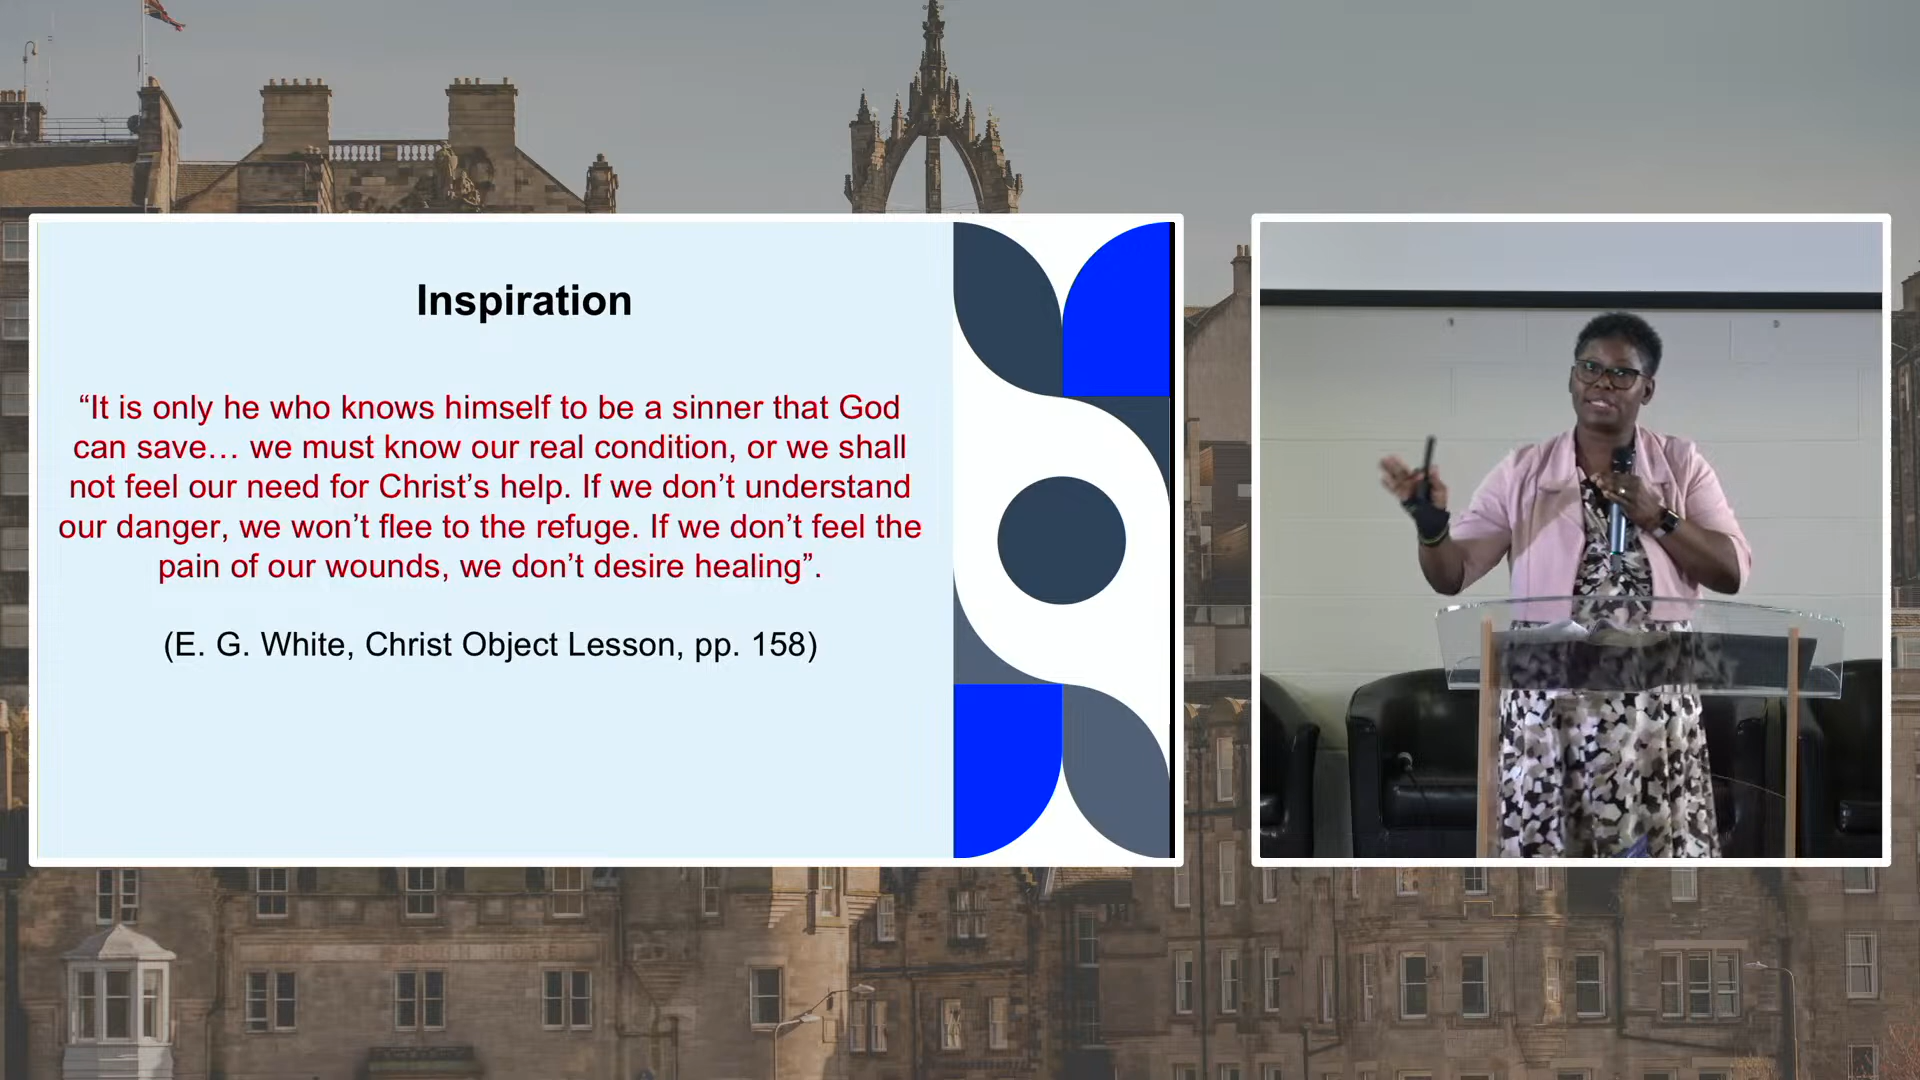 Inspiration
“It is only he who knows himself to be a sinner that God
can save… we must know our real condition, or we shall
not feel our need for Christ’s help. If we don’t understand
our danger, we won’t flee to the refuge. If we don’t feel the
pain of our wounds, we don’t desire healing”.
(E. G. White, Christ Object Lesson, pp. 158)